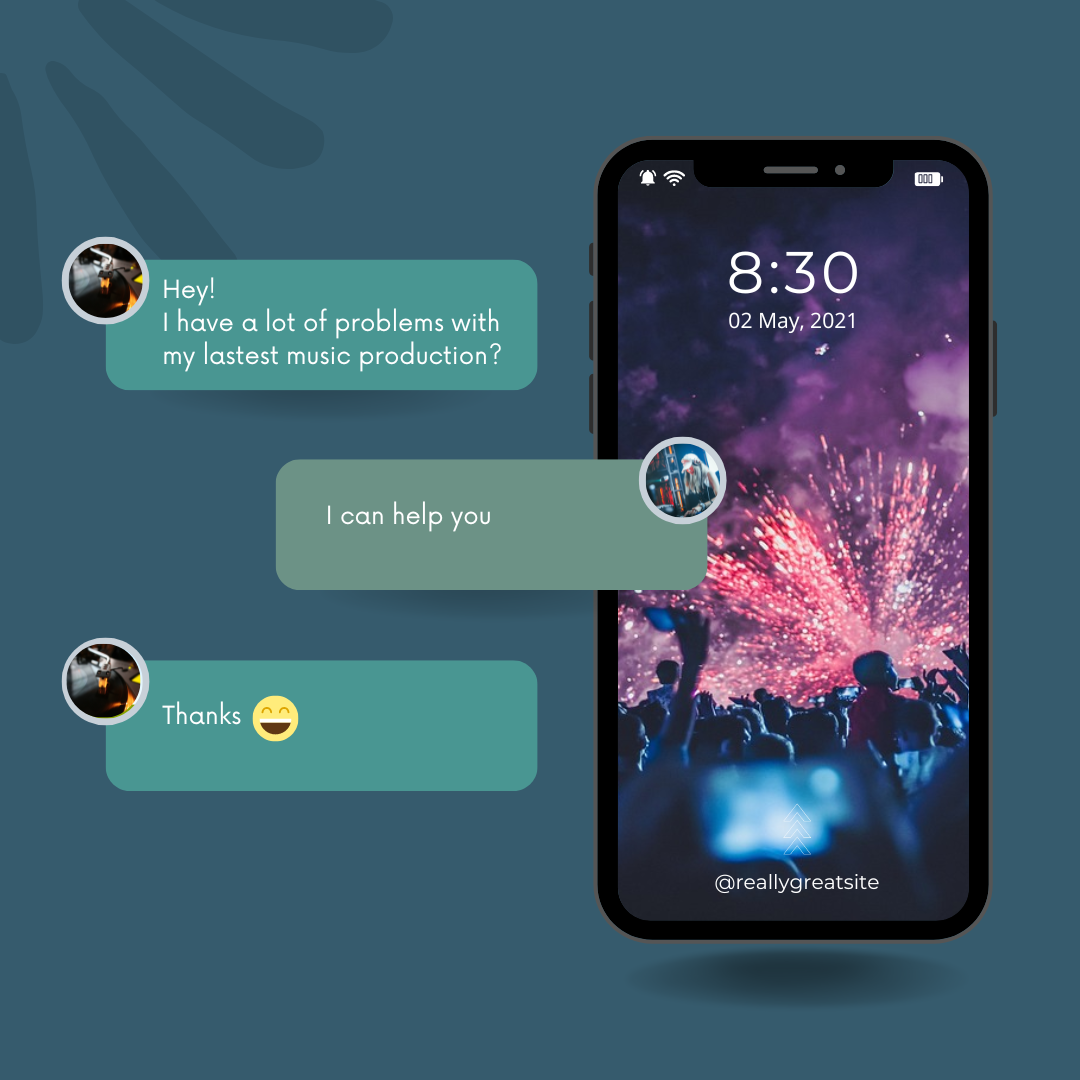 Hey!
I have a lot of problems with
my lastest music production?
I can help you
Thanks 😄
8:30
02 May, 2021
@reallygreatsite